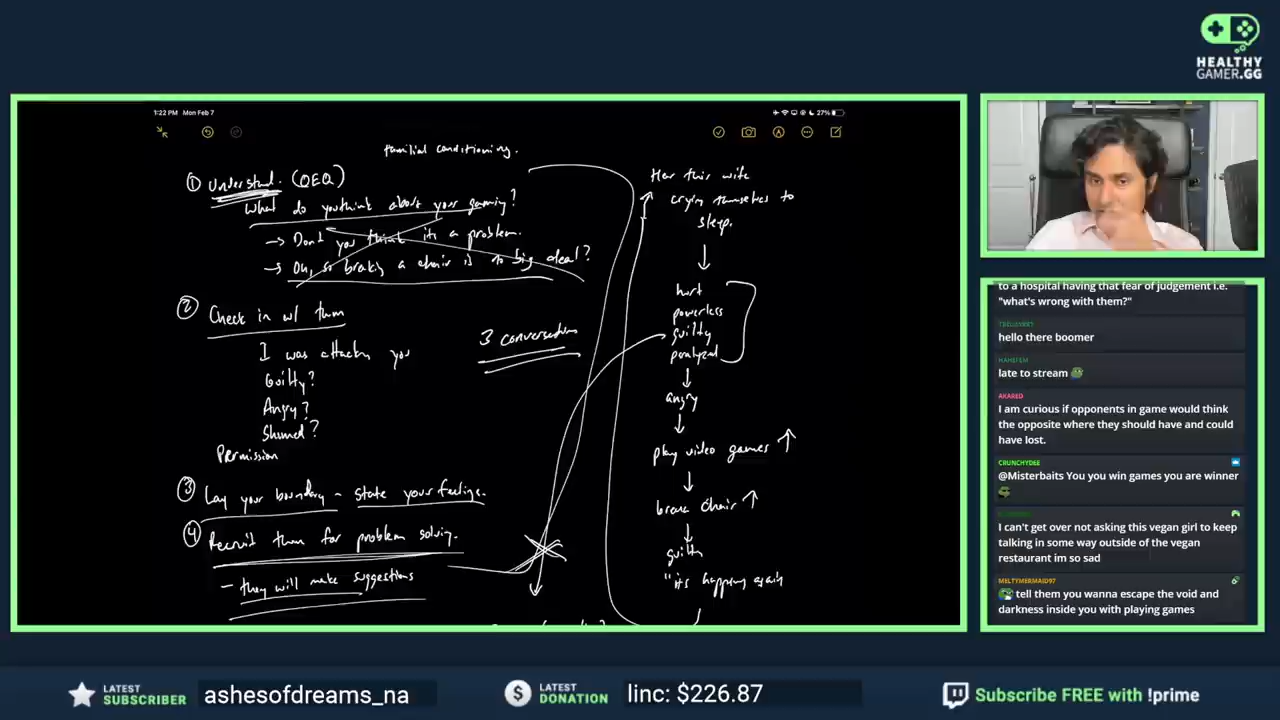 HEALTHY
GAMER.GG
1:22 PM Mon Feb 7
27%
familial conditioning.
① Understand. (OEQ)
What do you think about your gaming?
→ Don't you think its a problem.
→ Oh, so breaking a chair is no big deal?
② Check in w/ them
I was attacking you
Guilty?
Angry?
Shamed?
Permission
3 conversations
③ Lay your boundary - state your feelings.
④ Recruit them for problem solving.
- they will make suggestions
Her this wife
crying themselves to
sleep.
hurt
powerless
guilty
paralyzed
angry
play video games ↑
break chair ↑
guilty
"its happening again
to a hospital having that fear of judgement i.e.
"what's wrong with them?"
hello there boomer
late to stream
AKARED
I am curious if opponents in game would think
the opposite where they should have and could
have lost.
CRUNCHYDEE
@Misterbaits You you win games you are winner
I can't get over not asking this vegan girl to keep
talking in some way outside of the vegan
restaurant im so sad
MELTYMERMAID97
tell them you wanna escape the void and
darkness inside you with playing games
LATEST
SUBSCRIBER
ashesofdreams_na
LATEST
DONATION
linc: $226.87
Subscribe FREE with !prime